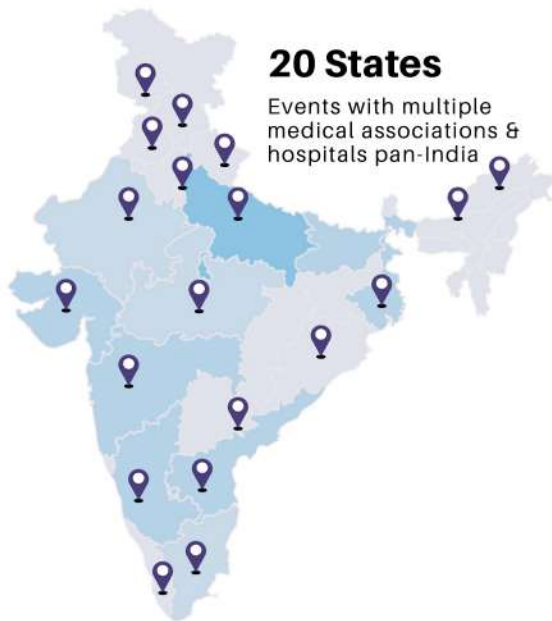 20 States
Events with multiple
medical associations &
hospitals pan-India